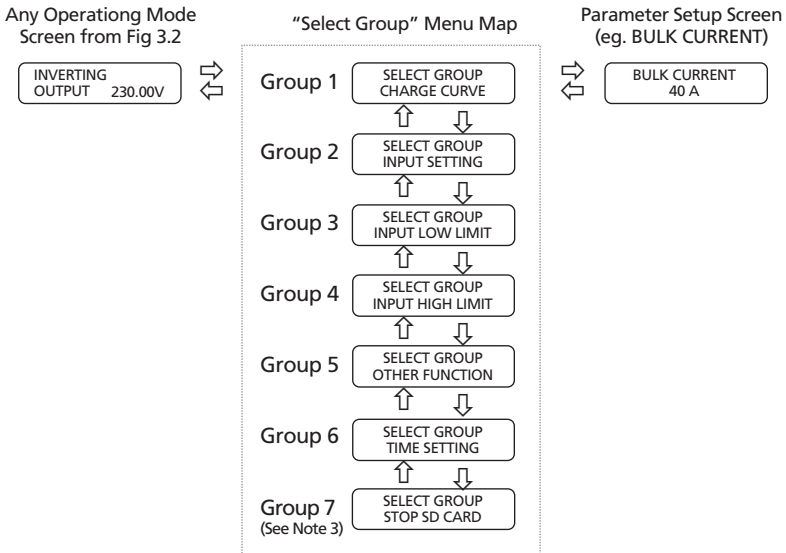 Any Operationg Mode
Screen from Fig 3.2
INVERTING
OUTPUT 230.00V
"Select Group" Menu Map
Group 1
SELECT GROUP
CHARGE CURVE
Group 2
SELECT GROUP
INPUT SETTING
Group 3
SELECT GROUP
INPUT LOW LIMIT
Group 4
SELECT GROUP
INPUT HIGH LIMIT
Group 5
SELECT GROUP
OTHER FUNCTION
Group 6
SELECT GROUP
TIME SETTING
Group 7
(See Note 3)
SELECT GROUP
STOP SD CARD
Parameter Setup Screen
(eg. BULK CURRENT)
BULK CURRENT
40 A